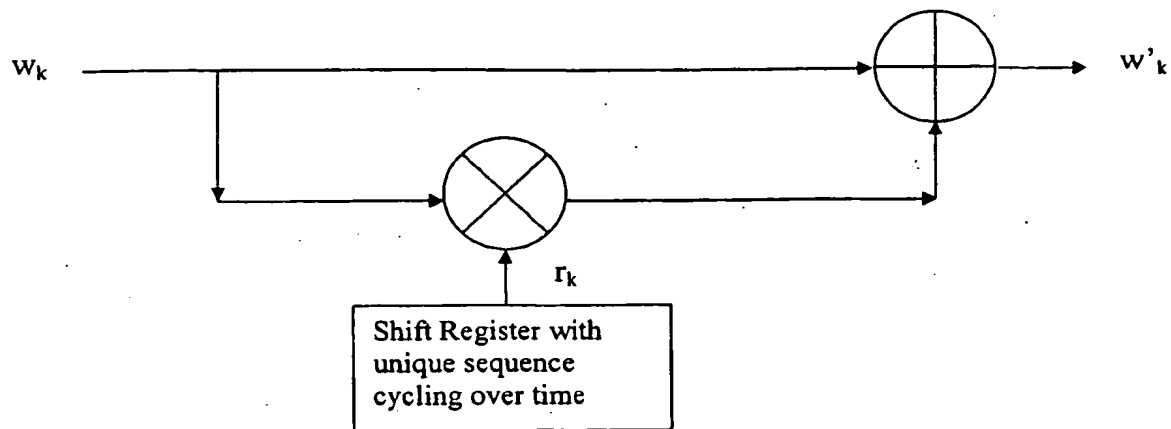 w_k
w'_k
r_k
Shift Register with
unique sequence
cycling over time